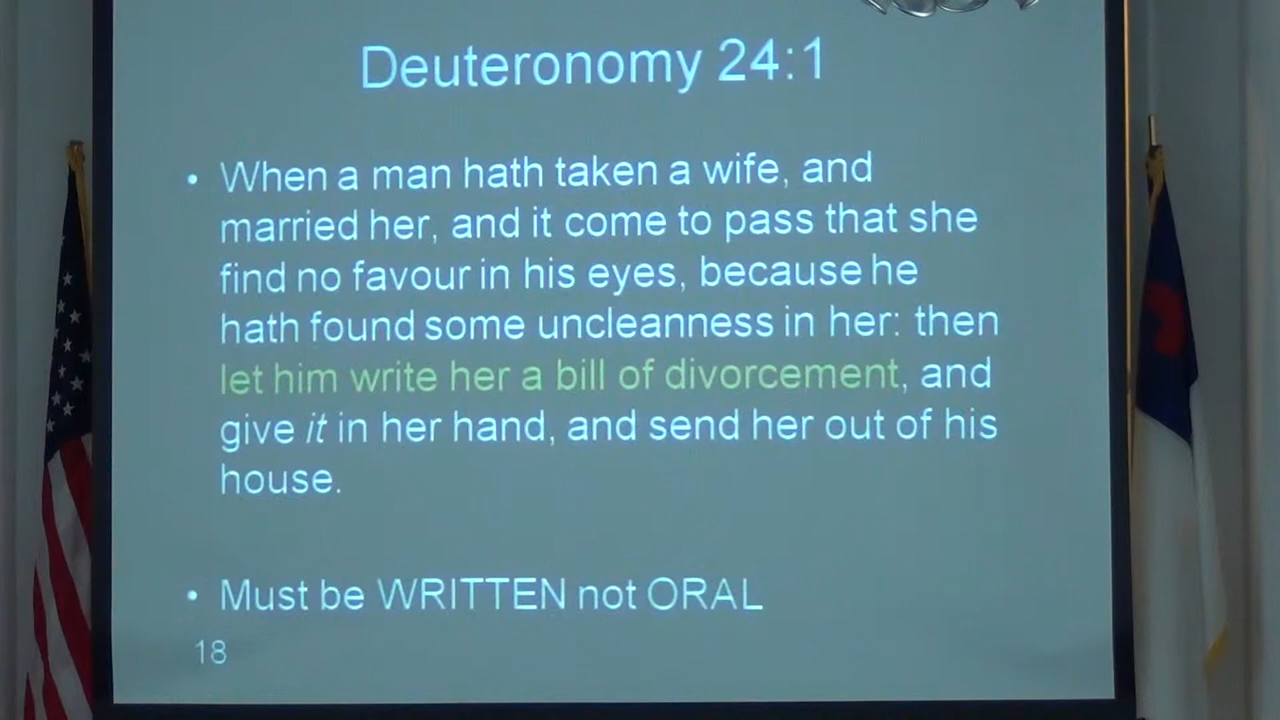 Deuteronomy 24:1
• When a man hath taken a wife, and
married her, and it come to pass that she
find no favour in his eyes, because he
hath found some uncleanness in her: then
let him write her a bill of divorcement, and
give it in her hand, and send her out of his
house.
• Must be WRITTEN not ORAL
18